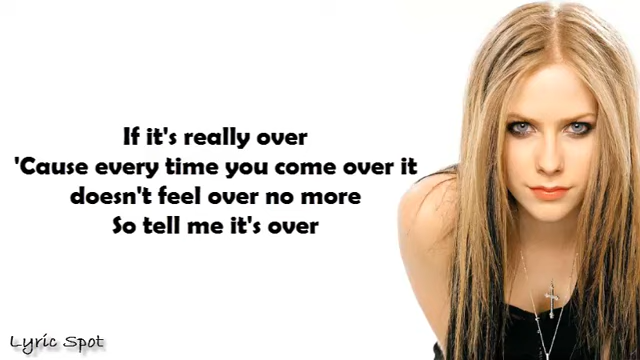 If it's really over
'Cause every time you come over it
doesn't feel over no more
So tell me it's over
Lyric Spot